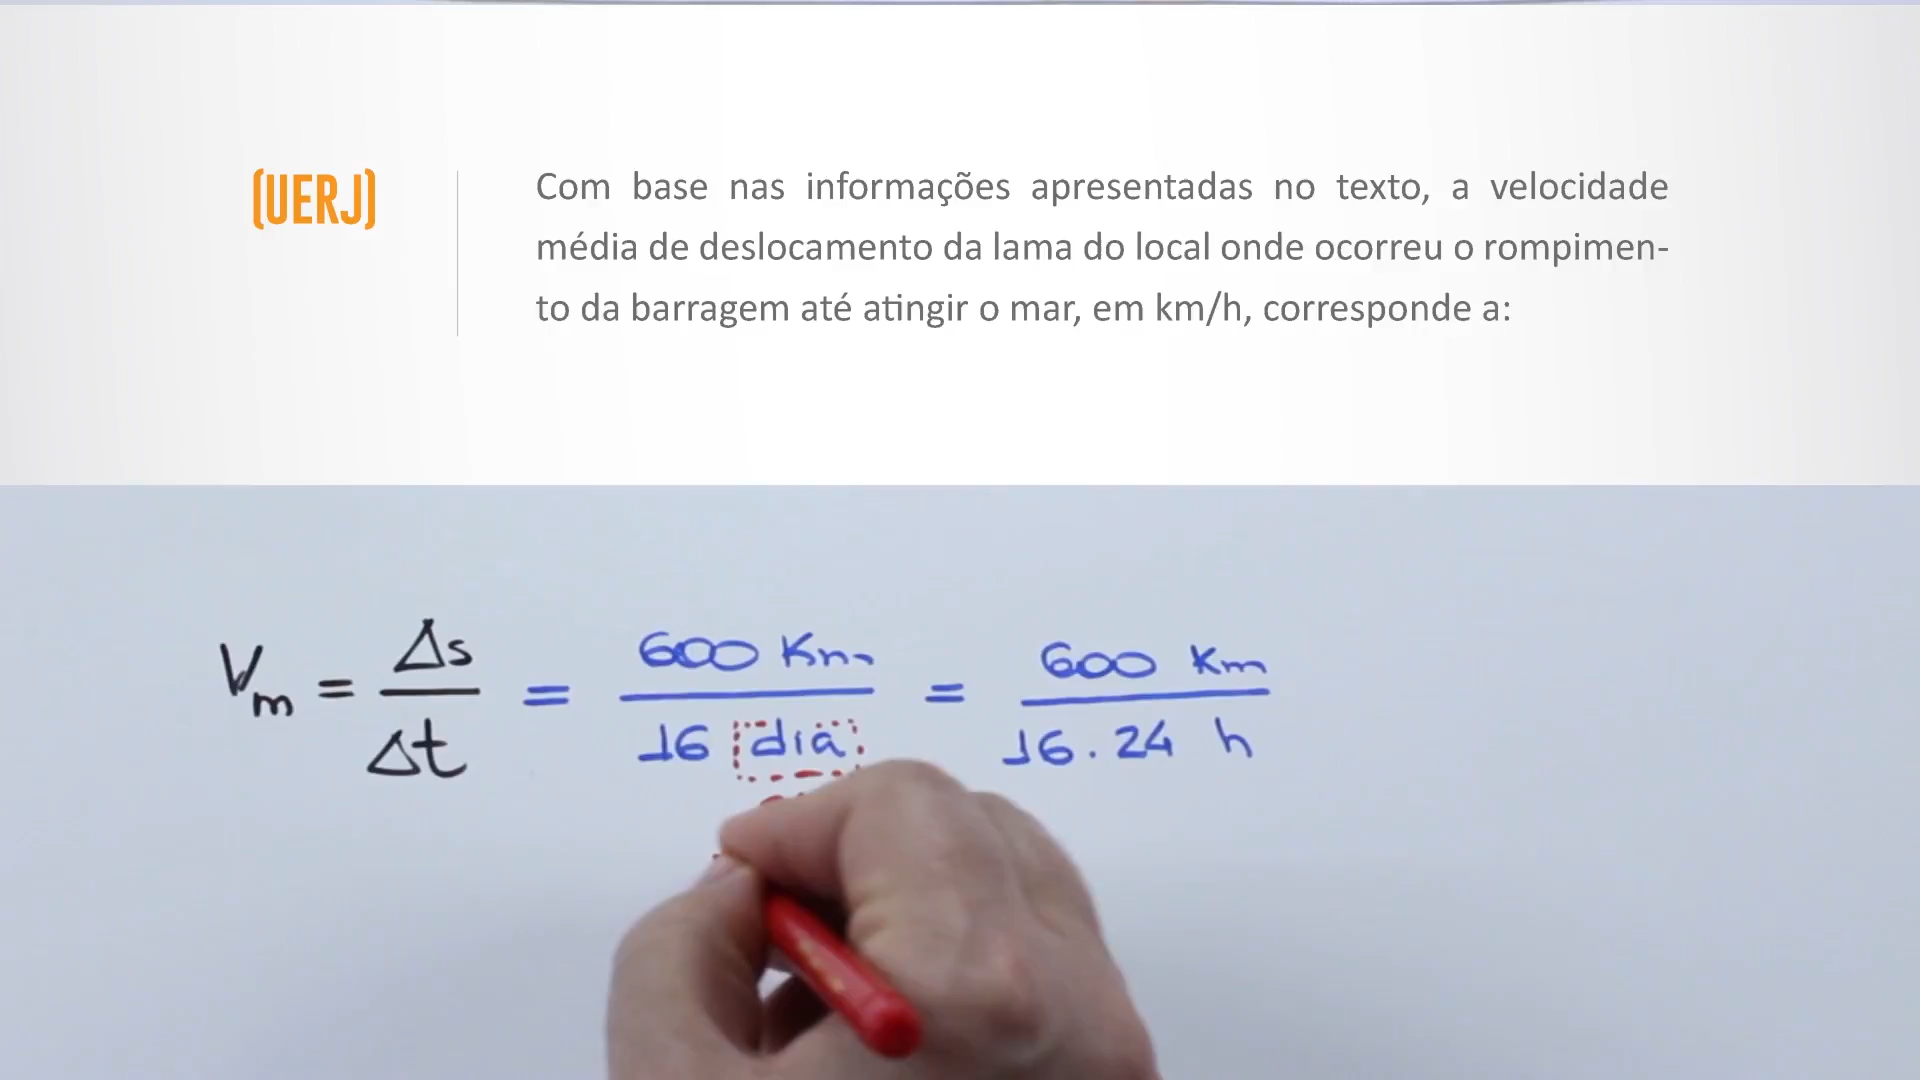 (UERJ)
Com base nas informações apresentadas no texto, a velocidade
média de deslocamento da lama do local onde ocorreu o rompimen-
to da barragem até atingir o mar, em km/h, corresponde a:
Vm = Δs/Δt = 600 Km/16 dia = 600 Km/16.24 h